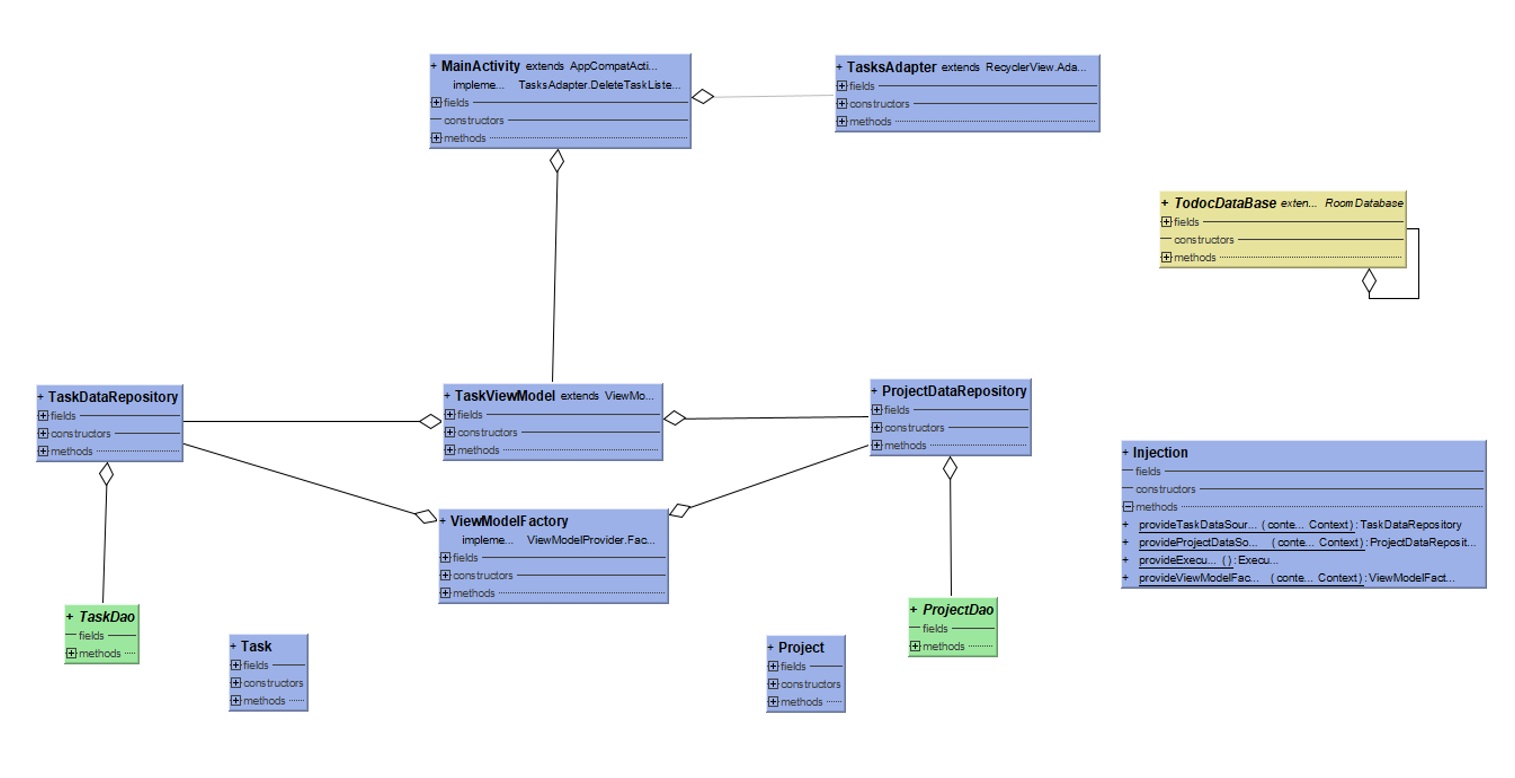 + MainActivity extends AppCompatActi...
impleme... TasksAdapter.DeleteTaskListe...
fields
constructors
methods
+ TasksAdapter extends RecyclerView.Ada...
fields
constructors
methods
+ TodocDataBase exten... RoomDatabase
fields
constructors
methods
+ TaskDataRepository
fields
constructors
methods
+ TaskViewModel extends ViewMo...
fields
constructors
methods
+ ProjectDataRepository
fields
constructors
methods
+ Injection
fields
constructors
methods
+ provideTaskDataSour... (conte... Context):TaskDataRepository
+ provideProjectDataSo... (conte... Context):ProjectDataReposit...
+ provideExecu... ():Execu...
+ provideViewModelFac... (conte... Context):ViewModelFact...
+ ViewModelFactory
impleme... ViewModelProvider.Fac...
fields
constructors
methods
+ TaskDao
fields
methods
+ Task
fields
constructors
methods
+ Project
fields
constructors
methods
+ ProjectDao
fields
methods